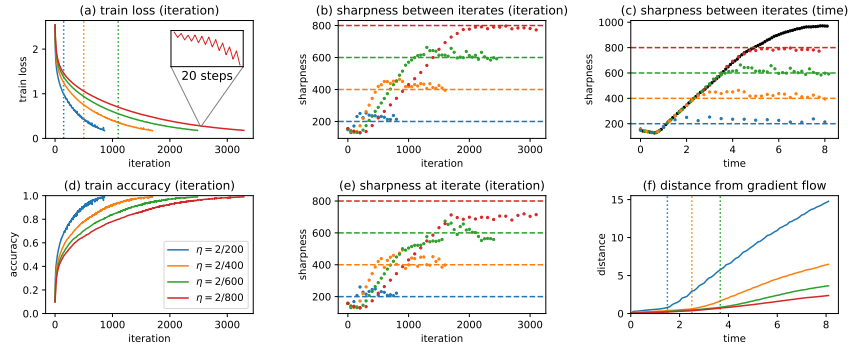 (a) train loss (iteration)
train loss
2
1
0
20 steps
0
1000
2000
3000
iteration
(b) sharpness between iterates (iteration)
sharpness
800
600
400
200
0
1000
2000
3000
iteration
(c) sharpness between iterates (time)
sharpness
1000
800
600
400
200
0
2
4
6
8
time
(d) train accuracy (iteration)
accuracy
1.0
0.8
0.6
0.4
0.2
0.0
η = 2/200
η = 2/400
η = 2/600
η = 2/800
0
1000
2000
3000
iteration
(e) sharpness at iterate (iteration)
sharpness
800
600
400
200
0
1000
2000
3000
iteration
(f) distance from gradient flow
distance
15
10
5
0
0
2
4
6
8
time